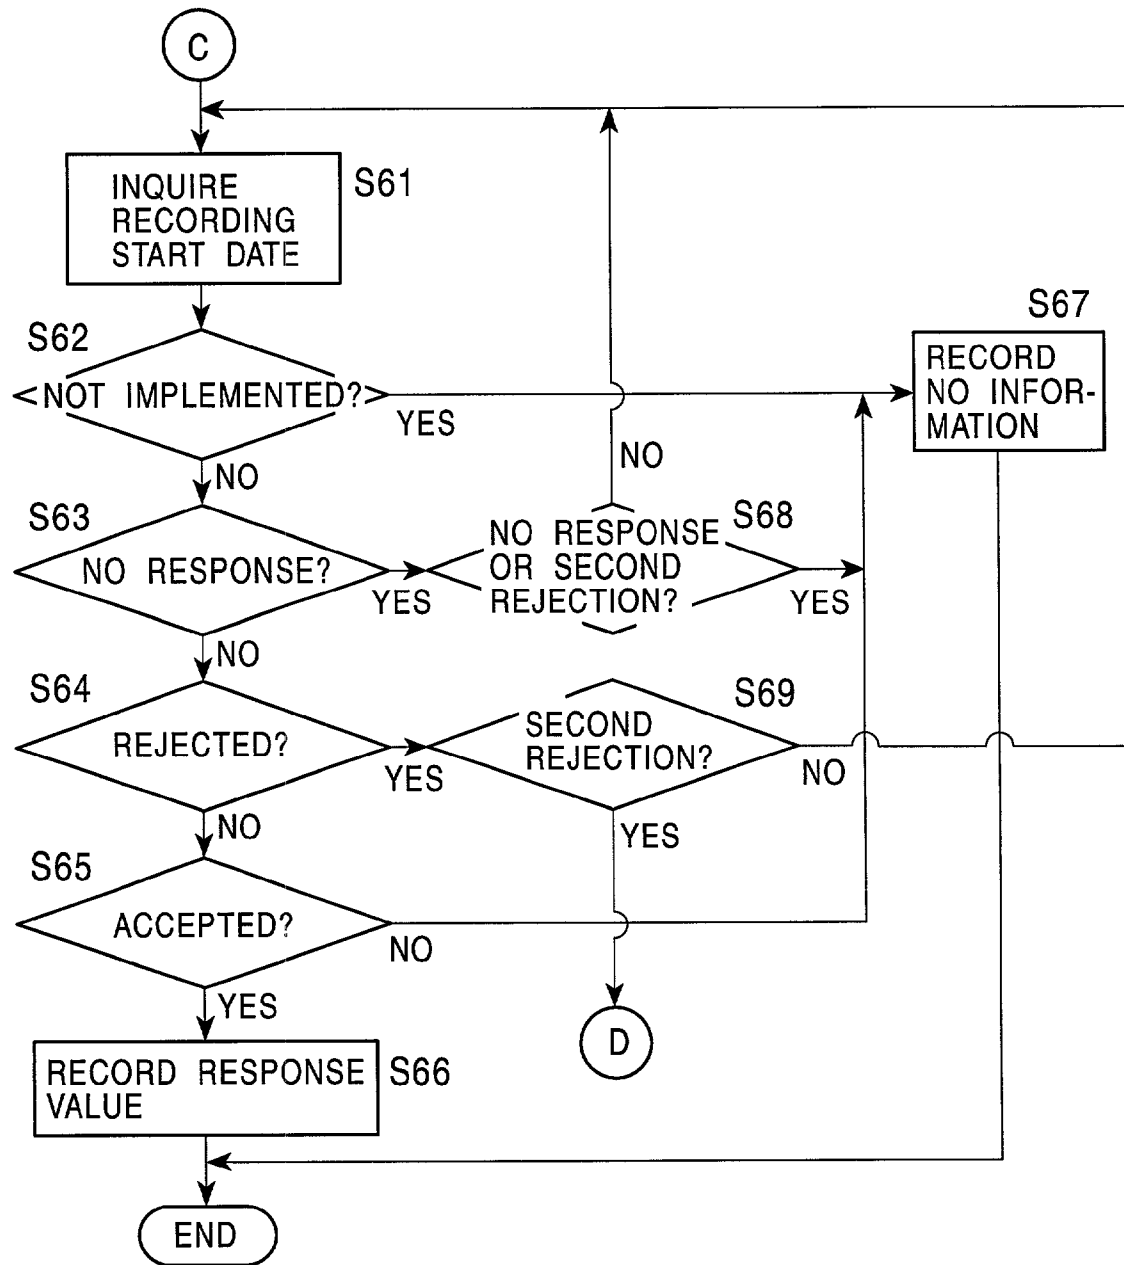 C
INQUIRE
RECORDING
START DATE
S61
S62
NOT IMPLEMENTED?
YES
NO
S67
RECORD
NO INFOR-
MATION
S63
NO RESPONSE?
YES
NO
NO
S68
NO RESPONSE
OR SECOND
REJECTION?
YES
S64
REJECTED?
YES
NO
S69
SECOND
REJECTION?
NO
YES
S65
ACCEPTED?
NO
YES
D
RECORD RESPONSE
VALUE
S66
END